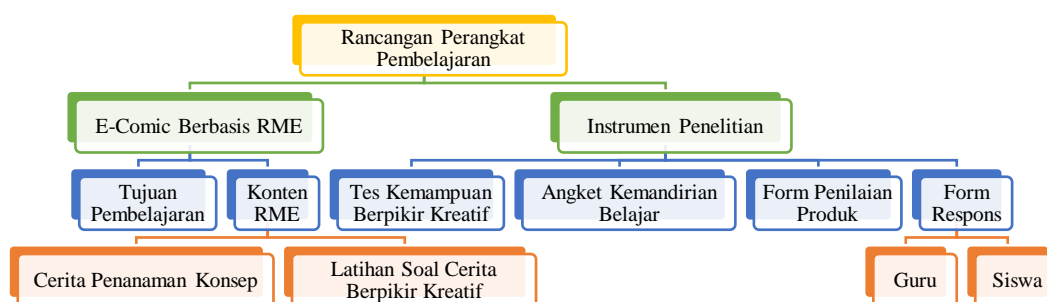 Rancangan Perangkat
Pembelajaran
E-Comic Berbasis RME
Instrumen Penilitian
Tujuan
Pembelajaran
Konten
RME
Tes Kemampuan
Berpikir Kreatif
Angket Kemandirian
Belajar
Form Penilaian
Produk
Form
Respons
Cerita Penanaman Konsep
Latihan Soal Cerita
Berpikir Kreatif
Guru
Siswa